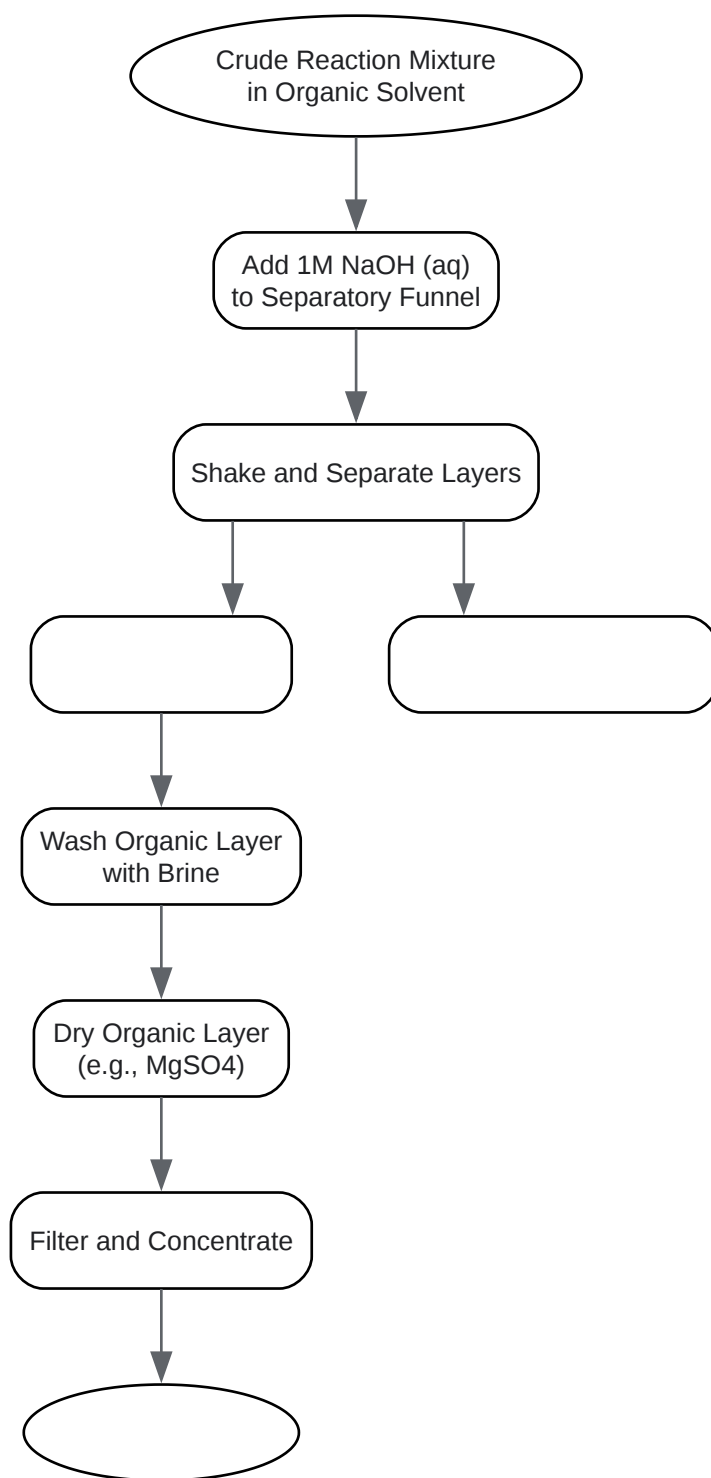 Crude Reaction Mixture
in Organic Solvent
Add 1M NaOH (aq)
to Separatory Funnel
Shake and Separate Layers
Wash Organic Layer
with Brine
Dry Organic Layer
(e.g., MgSO4)
Filter and Concentrate